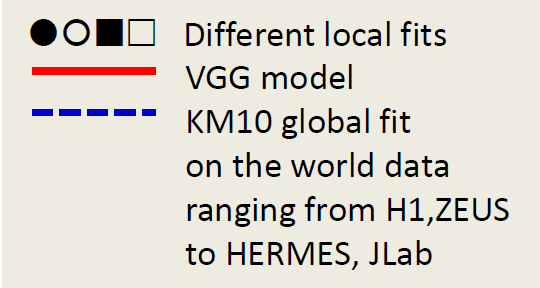 Different local fits
VGG model
KM10 global fit
on the world data
ranging from H1,ZEUS
to HERMES, JLab